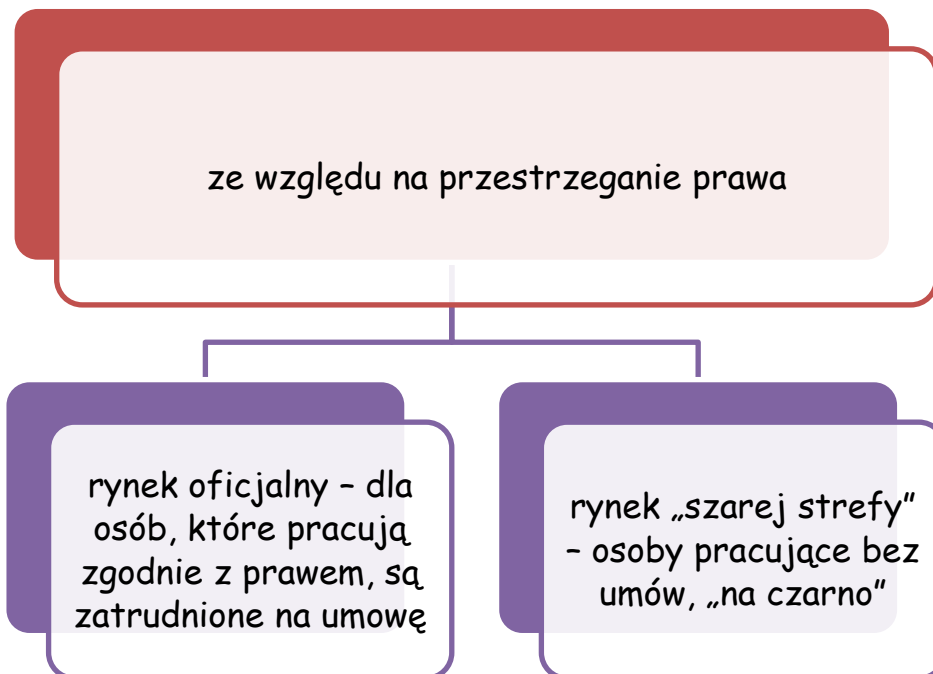 ze względu na przestrzeganie prawa
rynek oficjalny – dla
osób, które pracują
zgodnie z prawem, są
zatrudnione na umowę
rynek „szarej strefy”
– osoby pracujące bez
umów, „na czarno”